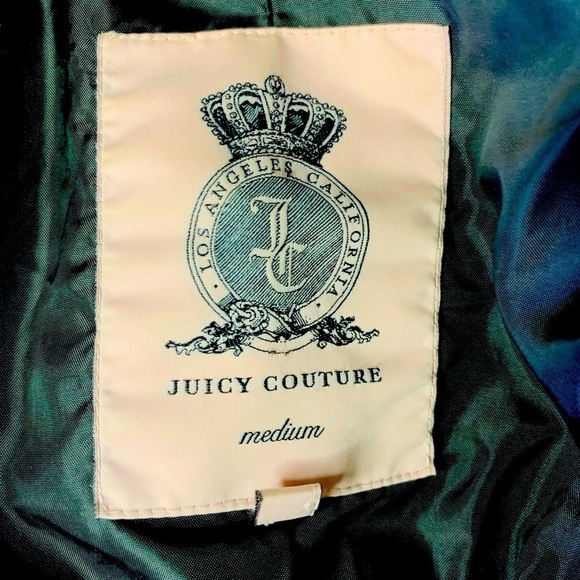 LOS ANGELES CALIFORNIA
JC
JUICY COUTURE
medium